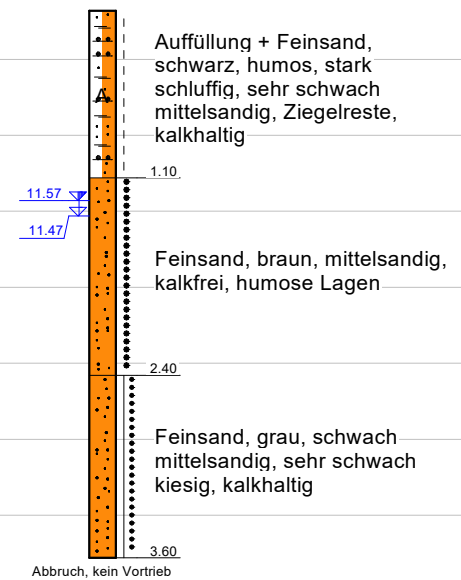 Auffüllung + Feinsand,
schwarz, humos, stark
schluffig, sehr schwach
mittelsandig, Ziegelreste,
kalkhaltig
A
1.10
11.57
11.47
Feinsand, braun, mittelsandig,
kalkfrei, humose Lagen
2.40
Feinsand, grau, schwach
mittelsandig, sehr schwach
kiesig, kalkhaltig
3.60
Abbruch, kein Vortrieb